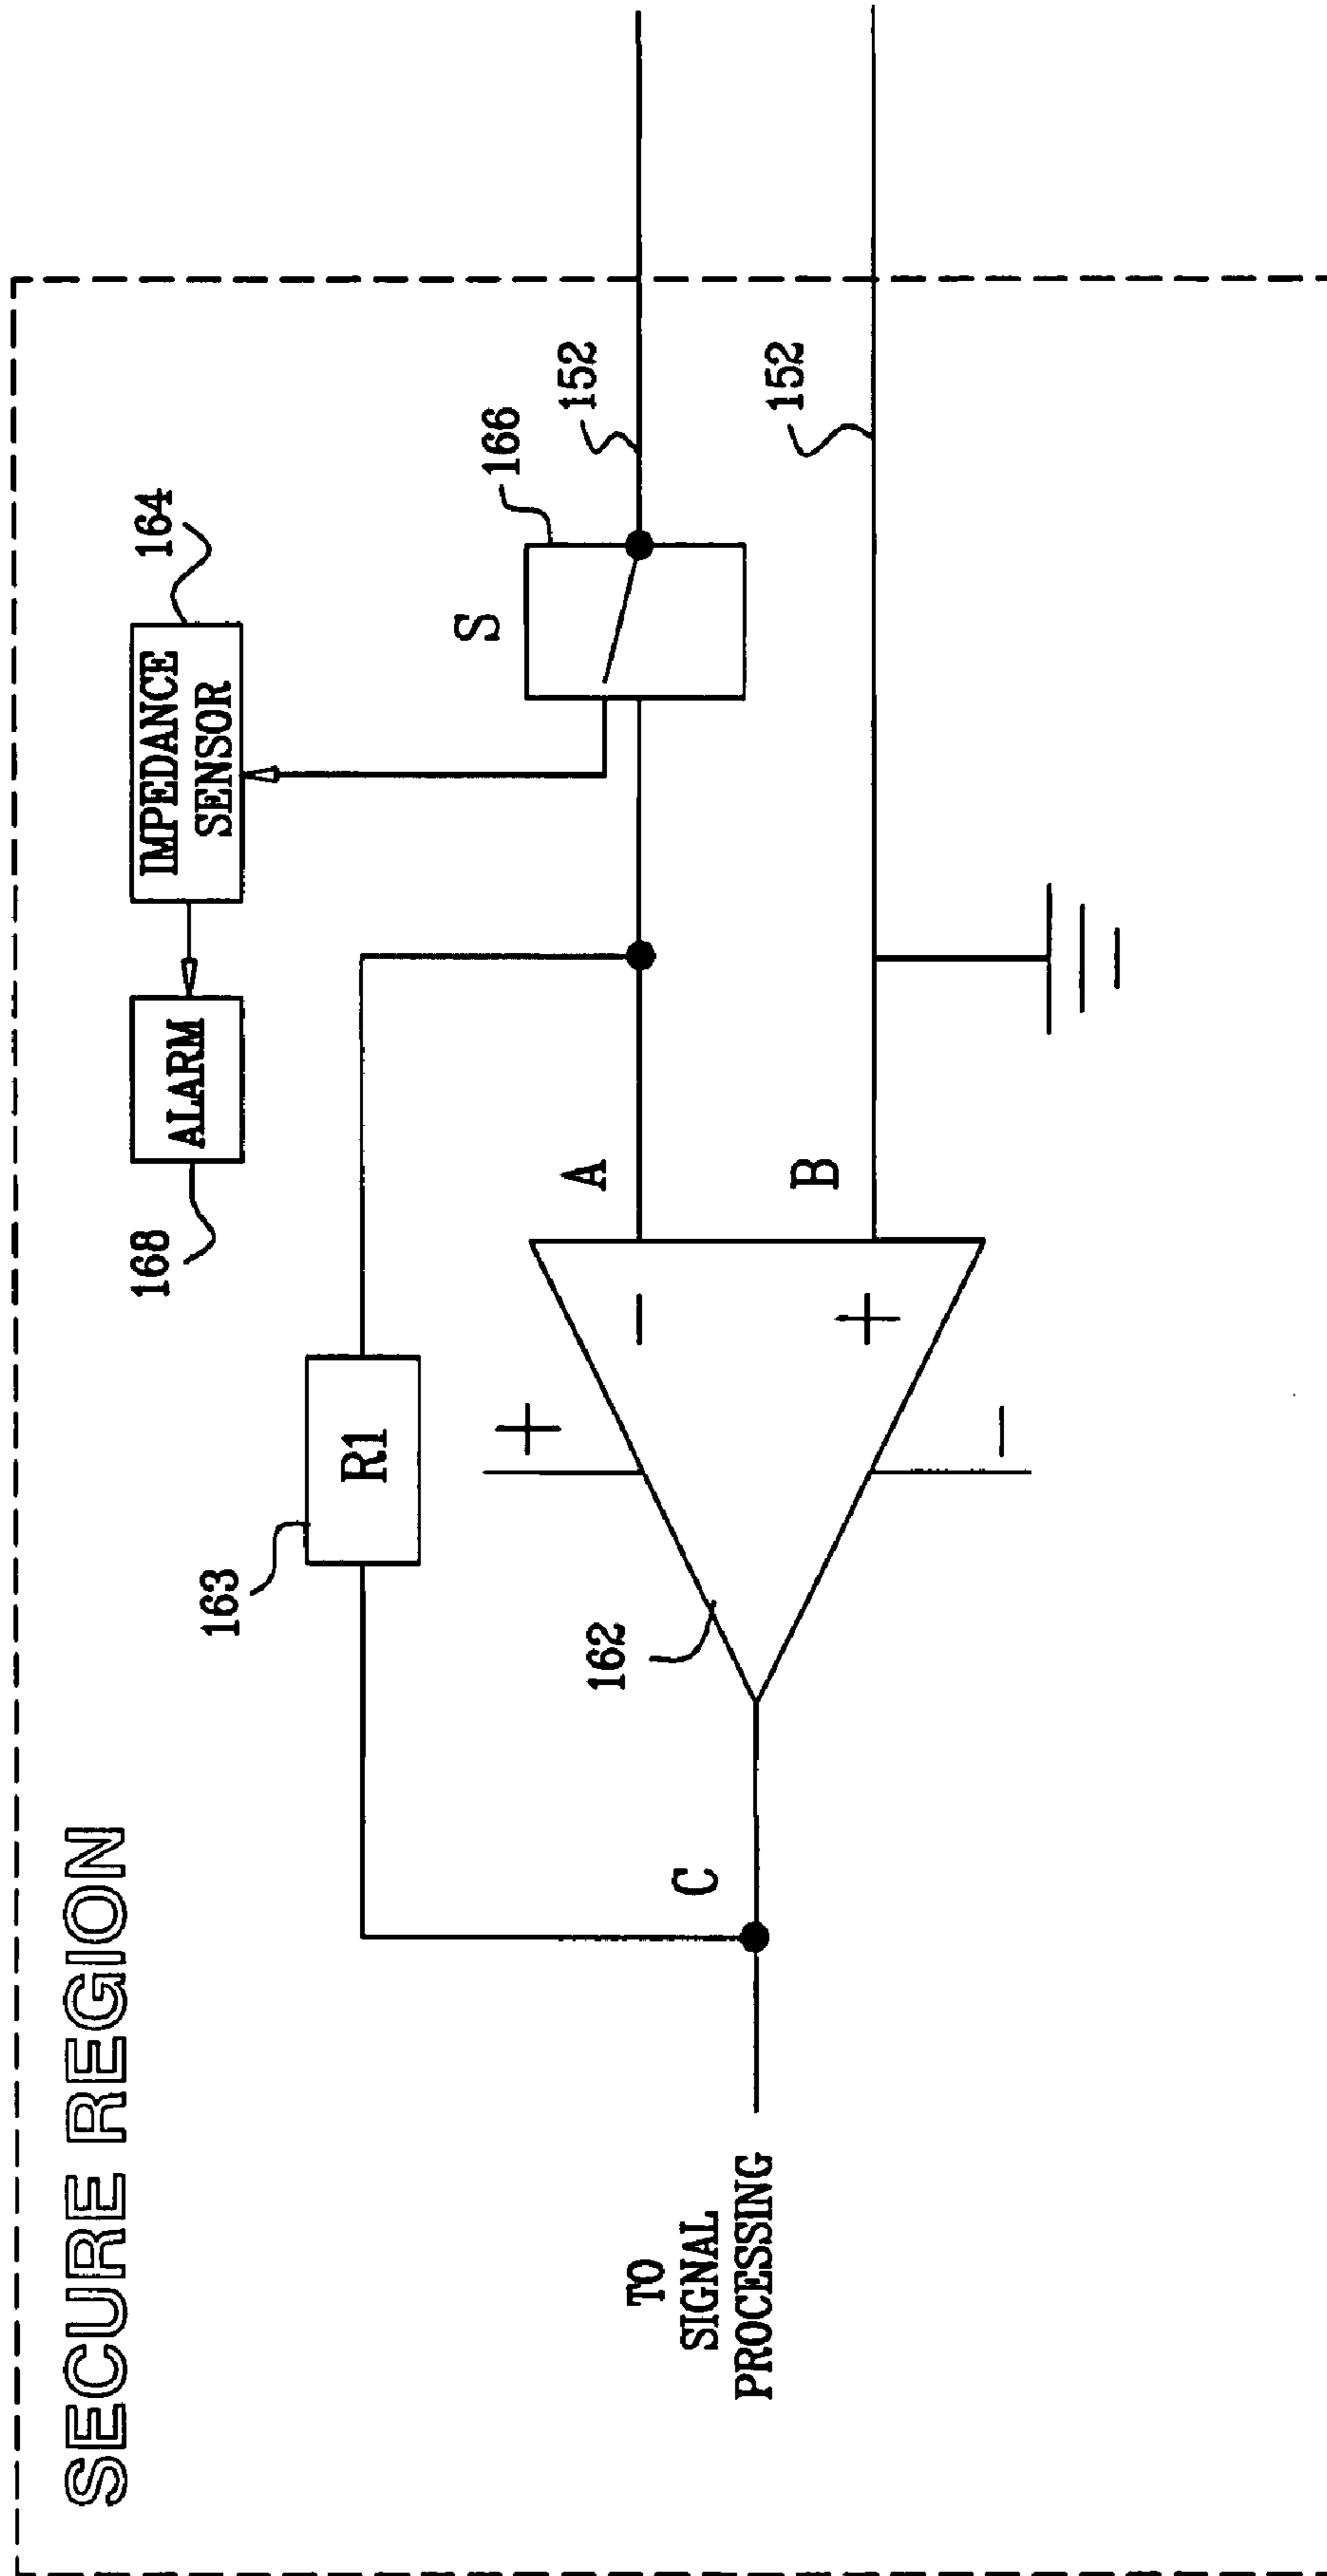 SECURE REGION
TO
SIGNAL
PROCESSING
C
163
R1
162
+
−
−
+
A
B
168
ALARM
164
IMPEDANCE
SENSOR
S
166
152
152